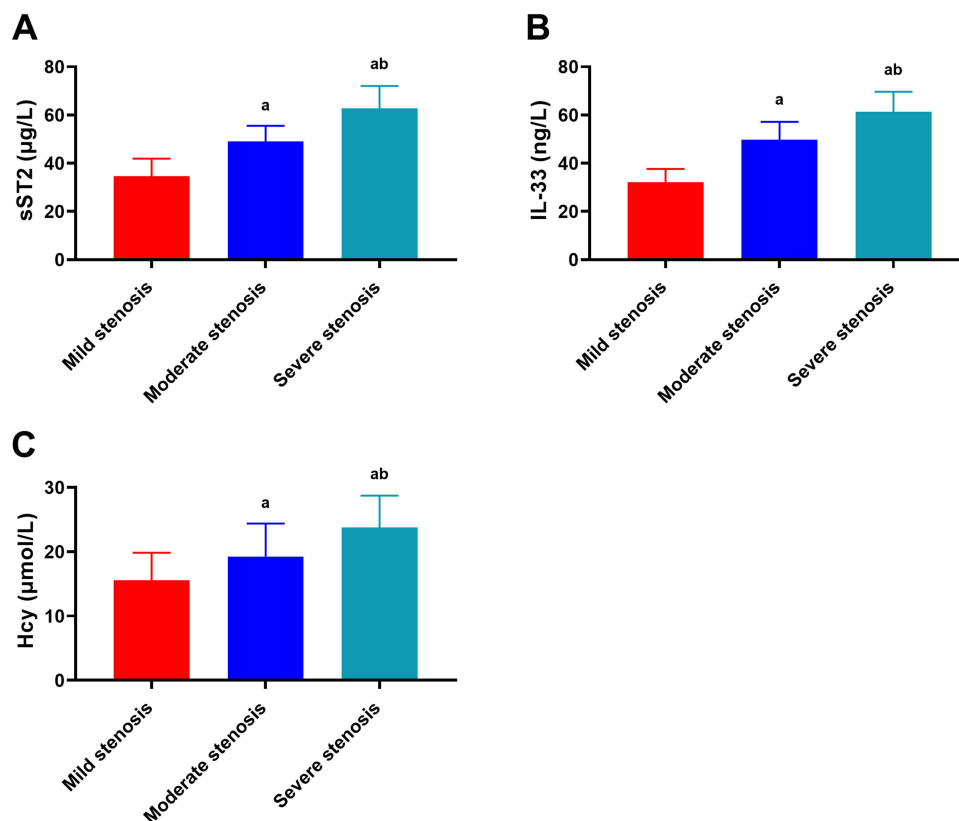 A
sST2 (μg/L)
80
60
40
20
0
a
ab
Mild stenosis
Moderate stenosis
Severe stenosis
B
IL-33 (ng/L)
80
60
40
20
0
a
ab
Mild stenosis
Moderate stenosis
Severe stenosis
C
Hcy (μmol/L)
30
20
10
0
a
ab
Mild stenosis
Moderate stenosis
Severe stenosis